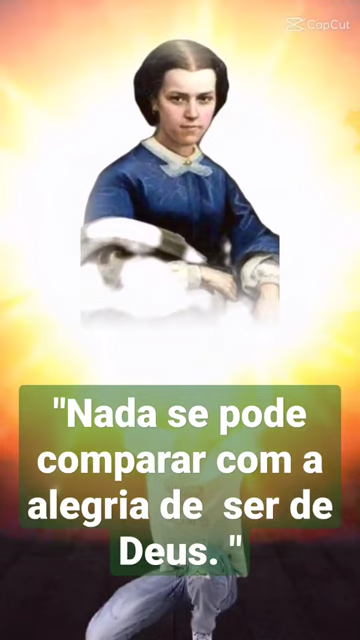 CapCut
"Nada se pode
comparar com a
alegria de  ser de
Deus. "